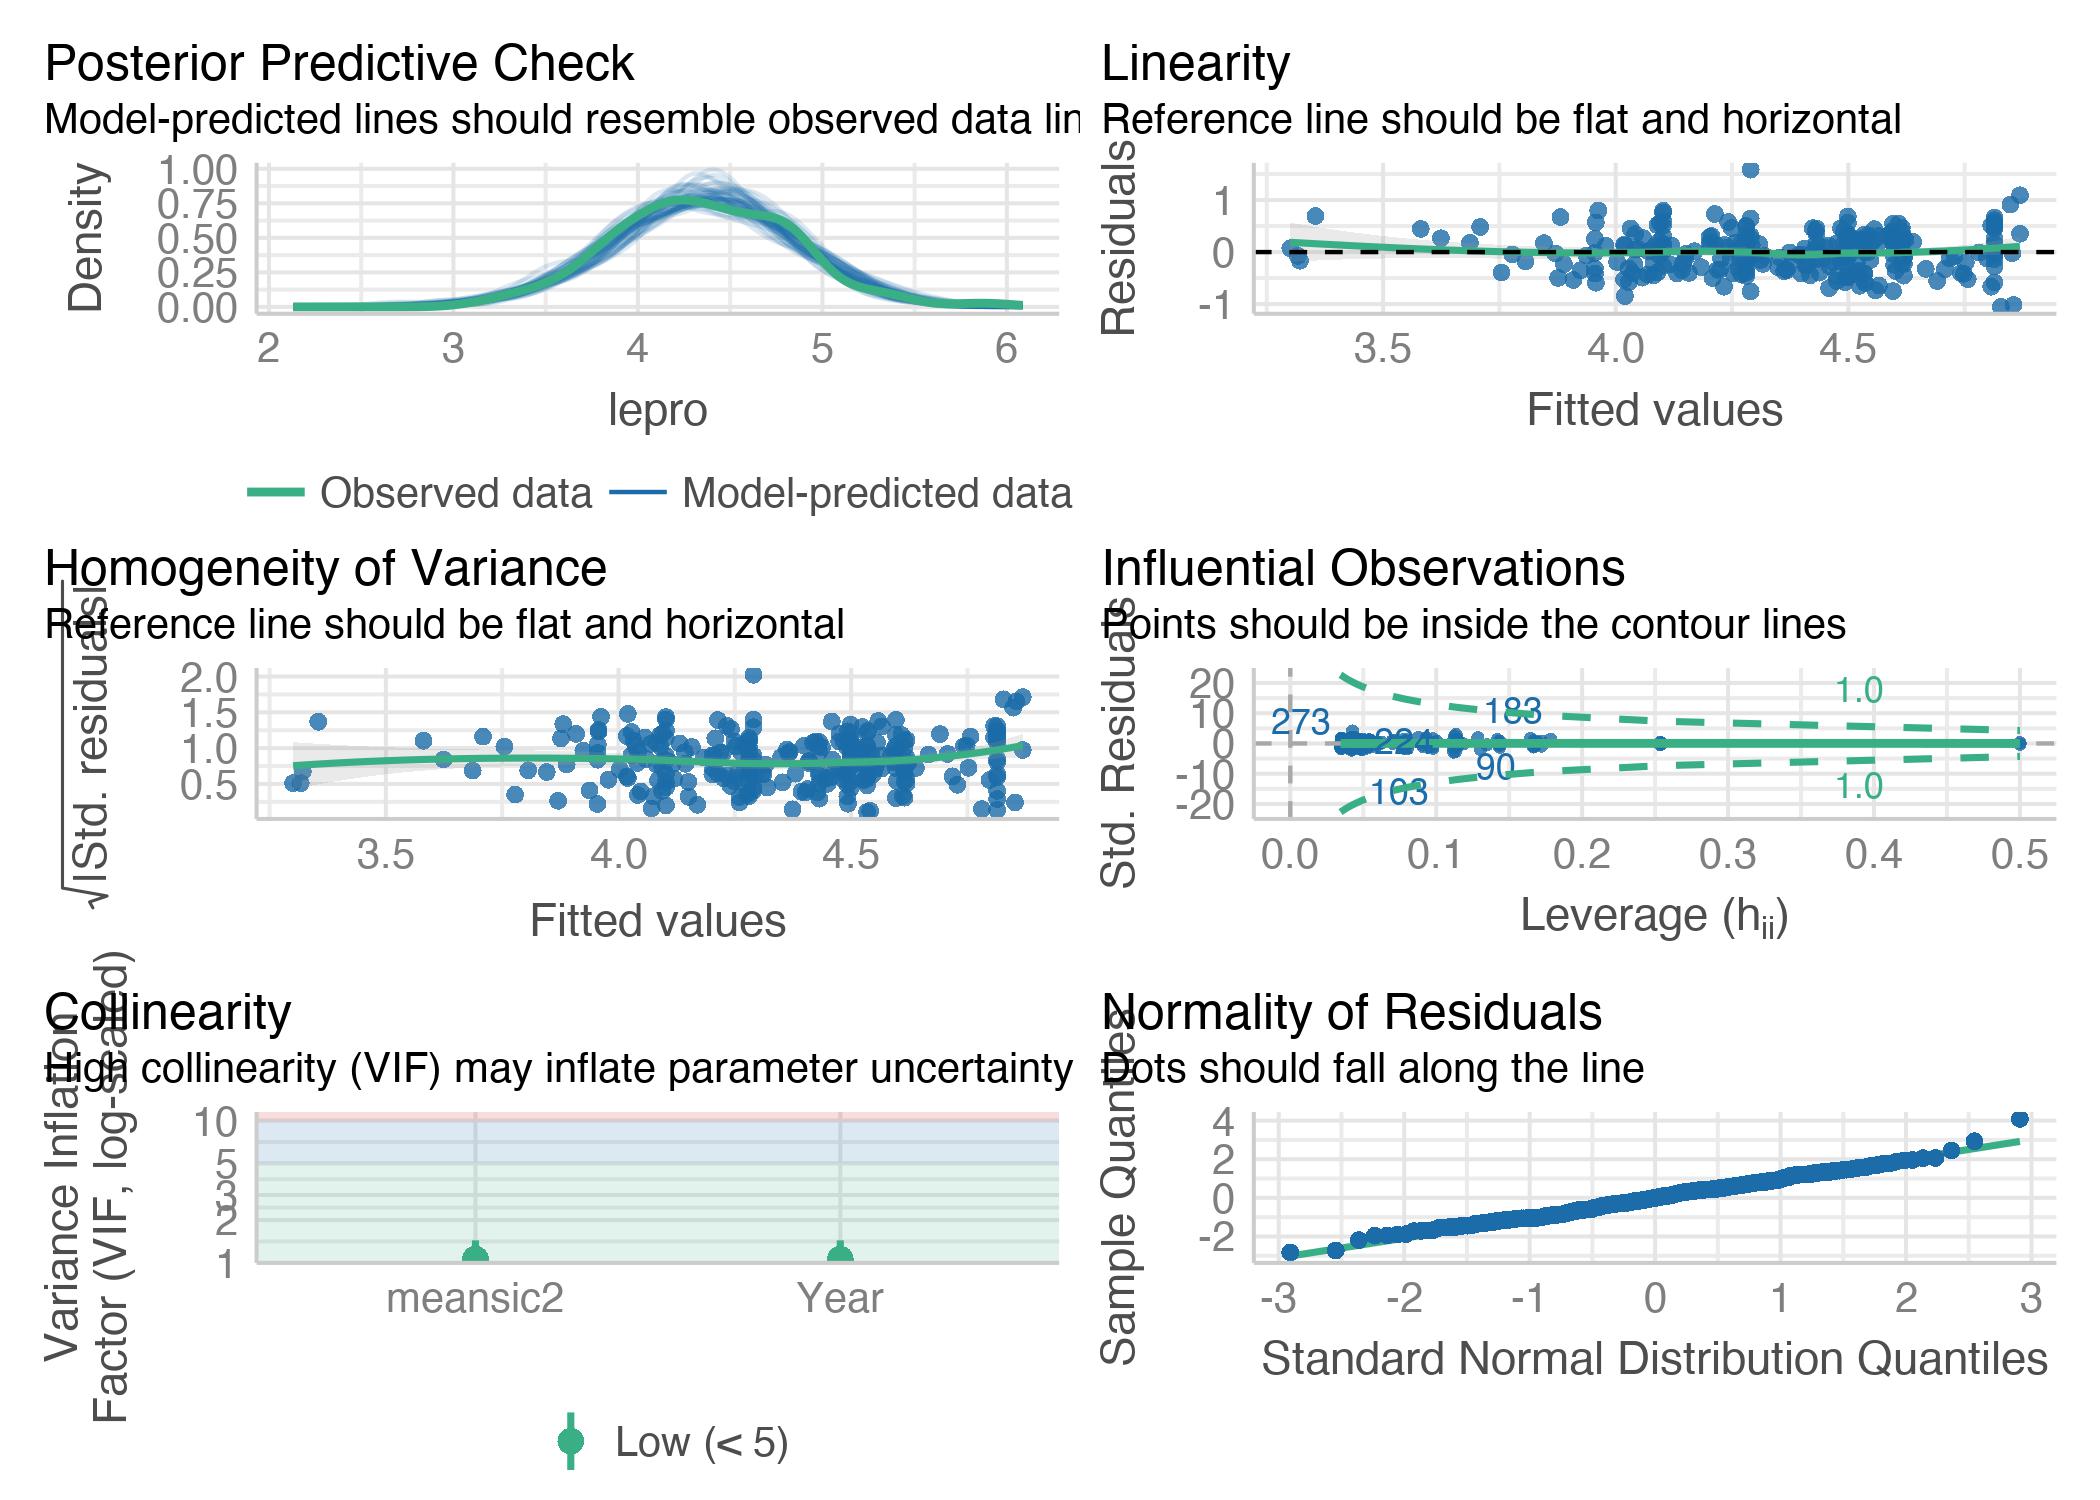 Posterior Predictive Check
Model-predicted lines should resemble observed data lin
Density
1.00
0.75
0.50
0.25
0.00
2 3 4 5 6
lepro
Observed data Model-predicted data
Linearity
Reference line should be flat and horizontal
Residuals
1
0
-1
3.5 4.0 4.5
Fitted values
Homogeneity of Variance
Reference line should be flat and horizontal
√|Std. residuals|
2.0
1.5
1.0
0.5
3.5 4.0 4.5
Fitted values
Influential Observations
Points should be inside the contour lines
Std. Residuals
20
10
0
-10
-20
273
183
224
90
103
1.0
1.0
0.0 0.1 0.2 0.3 0.4 0.5
Leverage (hii)
Collinearity
High collinearity (VIF) may inflate parameter uncertainty
Variance Inflation
Factor (VIF, log-scaled)
10
5
3
2
1
meansic2 Year
Low (< 5)
Normality of Residuals
Dots should fall along the line
Sample Quantiles
4
2
0
-2
-3 -2 -1 0 1 2 3
Standard Normal Distribution Quantiles